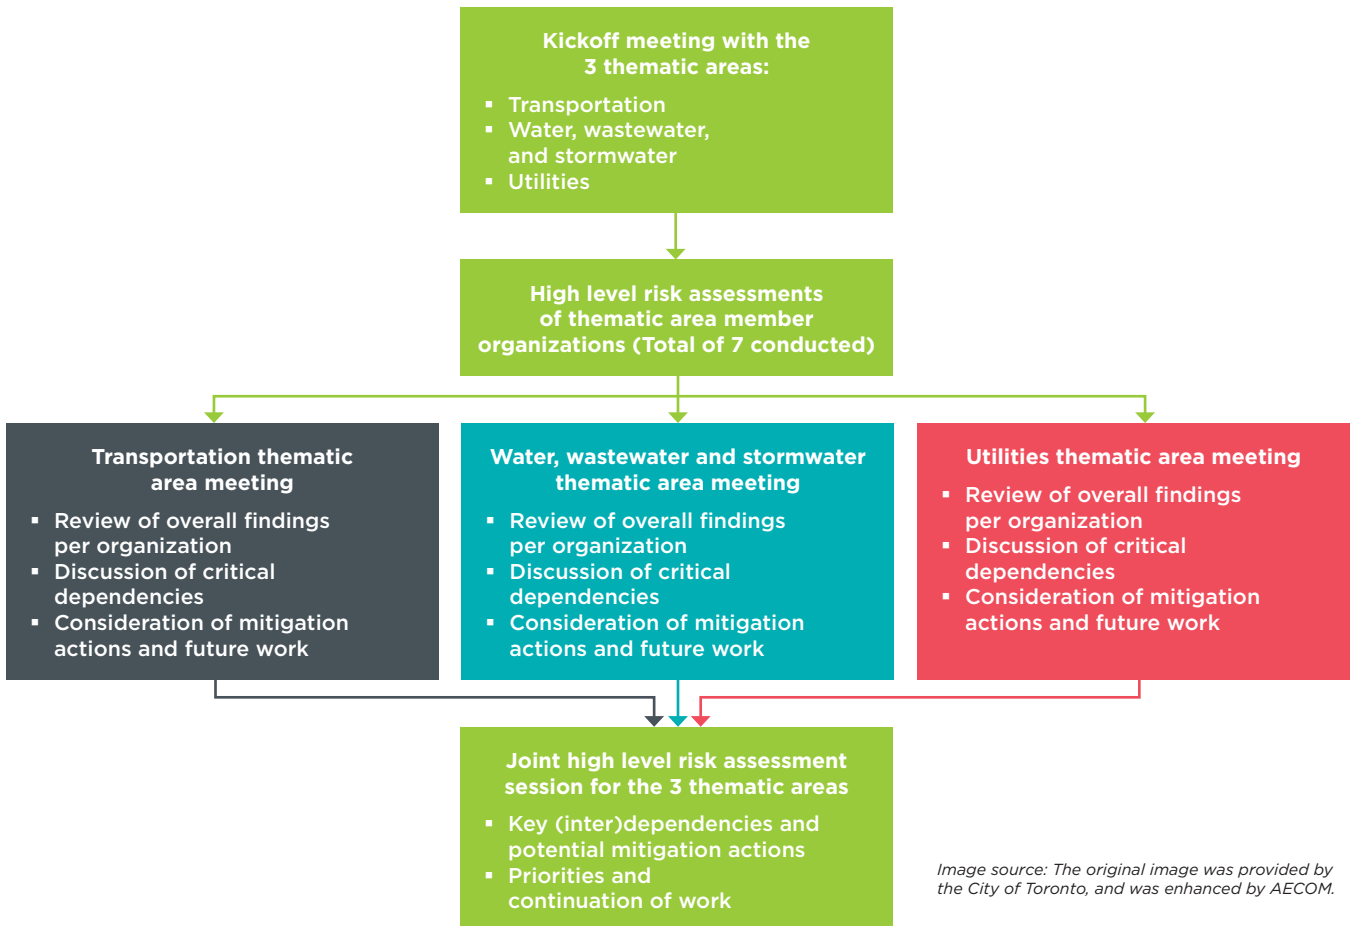 Kickoff meeting with the
3 thematic areas:
▪ Transportation
▪ Water, wastewater,
and stormwater
▪ Utilities
High level risk assessments
of thematic area member
organizations (Total of 7 conducted)
Transportation thematic
area meeting
▪ Review of overall findings
per organization
▪ Discussion of critical
dependencies
▪ Consideration of mitigation
actions and future work
Water, wastewater and stormwater
thematic area meeting
▪ Review of overall findings
per organization
▪ Discussion of critical
dependencies
▪ Consideration of mitigation
actions and future work
Utilities thematic area meeting
▪ Review of overall findings
per organization
▪ Discussion of critical
dependencies
▪ Consideration of mitigation
actions and future work
Joint high level risk assessment
session for the 3 thematic areas
▪ Key (inter)dependencies and
potential mitigation actions
▪ Priorities and
continuation of work
Image source: The original image was provided by
the City of Toronto, and was enhanced by AECOM.